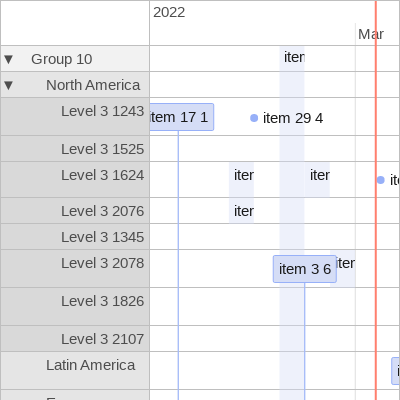 2022
Mar
▼ Group 10 iter
▼ North America
Level 3 1243 item 17 1 item 29 4
Level 3 1525
Level 3 1624 iter iter
Level 3 2076 iter
Level 3 1345
Level 3 2078 item 3 6 iter
Level 3 1826
Level 3 2107
Latin America